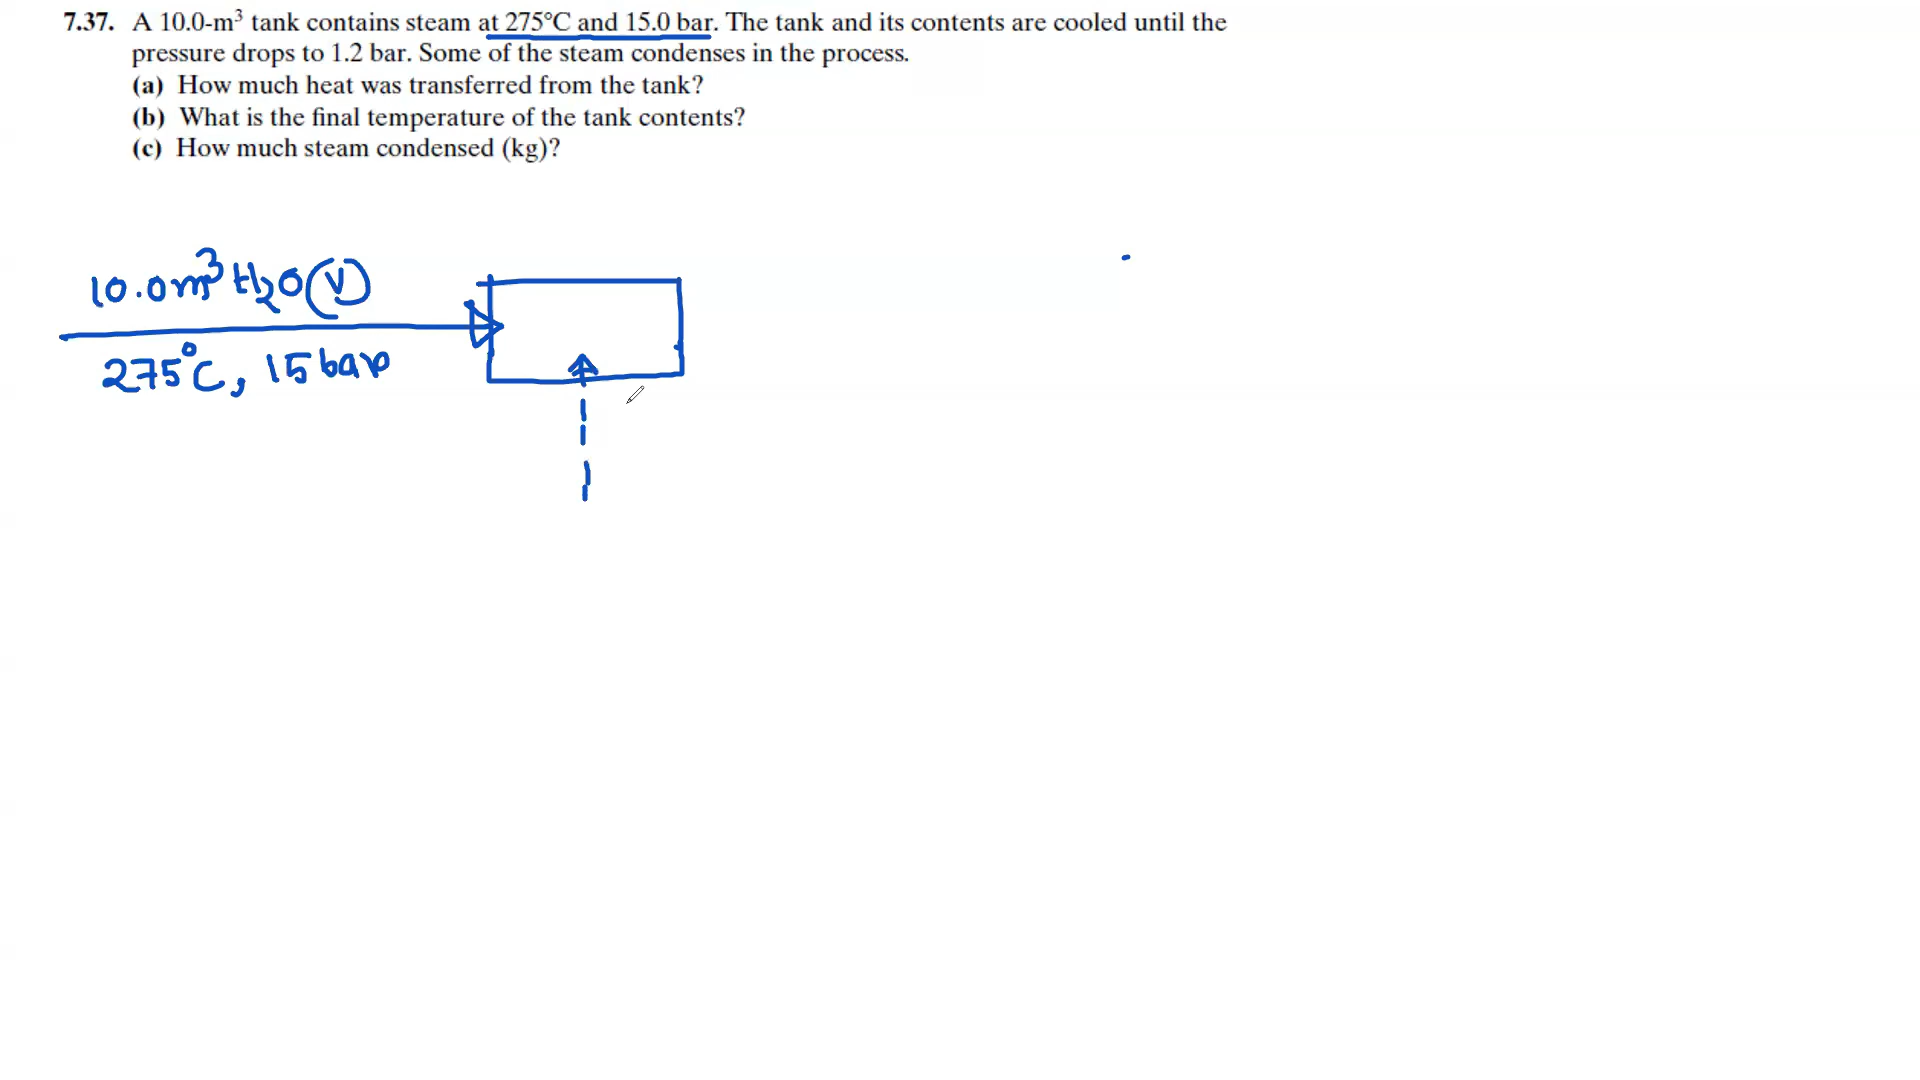 7.37. A 10.0-m³ tank contains steam at 275°C and 15.0 bar. The tank and its contents are cooled until the
pressure drops to 1.2 bar. Some of the steam condenses in the process.
(a) How much heat was transferred from the tank?
(b) What is the final temperature of the tank contents?
(c) How much steam condensed (kg)?
10.0m³ H₂O(v)
275°C, 15 bar